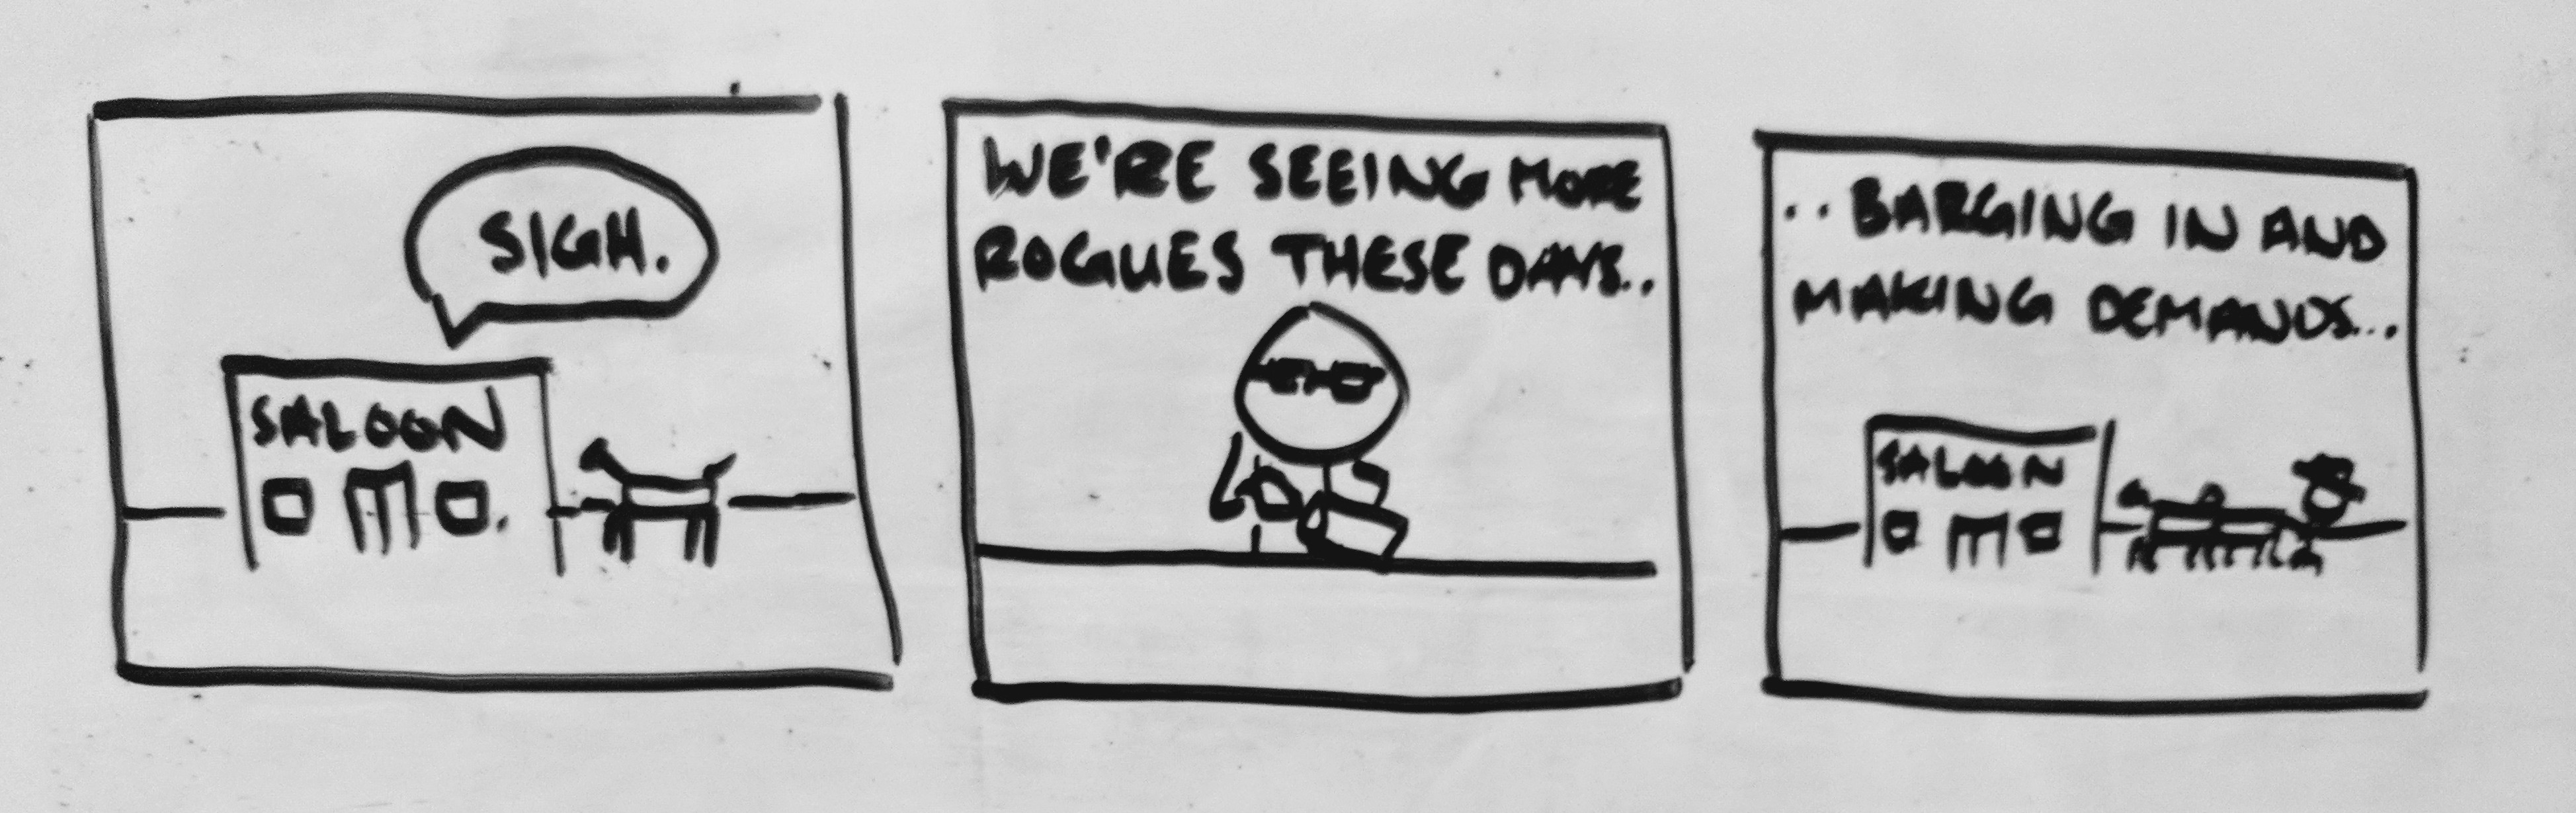 SIGH.
SALOON
WE'RE SEEING MORE
ROGUES THESE DAYS..
..BARGING IN AND
MAKING DEMANDS...
SALOON